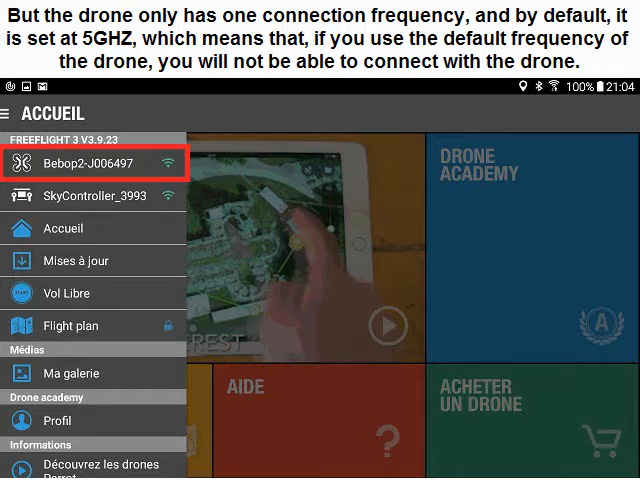 But the drone only has one connection frequency, and by default, it
is set at 5GHZ, which means that, if you use the default frequency of
the drone, you will not be able to connect with the drone.
100% 21:04
ACCUEIL
FREEFLIGHT 3 V3.9.23
Bebop2-J006497
SkyController_3993
Accueil
Mises à jour
START
Vol Libre
Flight plan
Médias
Ma galerie
Drone academy
Profil
Informations
Découvrez les drones
Parrot
DRONE
ACADEMY
A
EREST
AIDE
?
ACHETER
UN DRONE